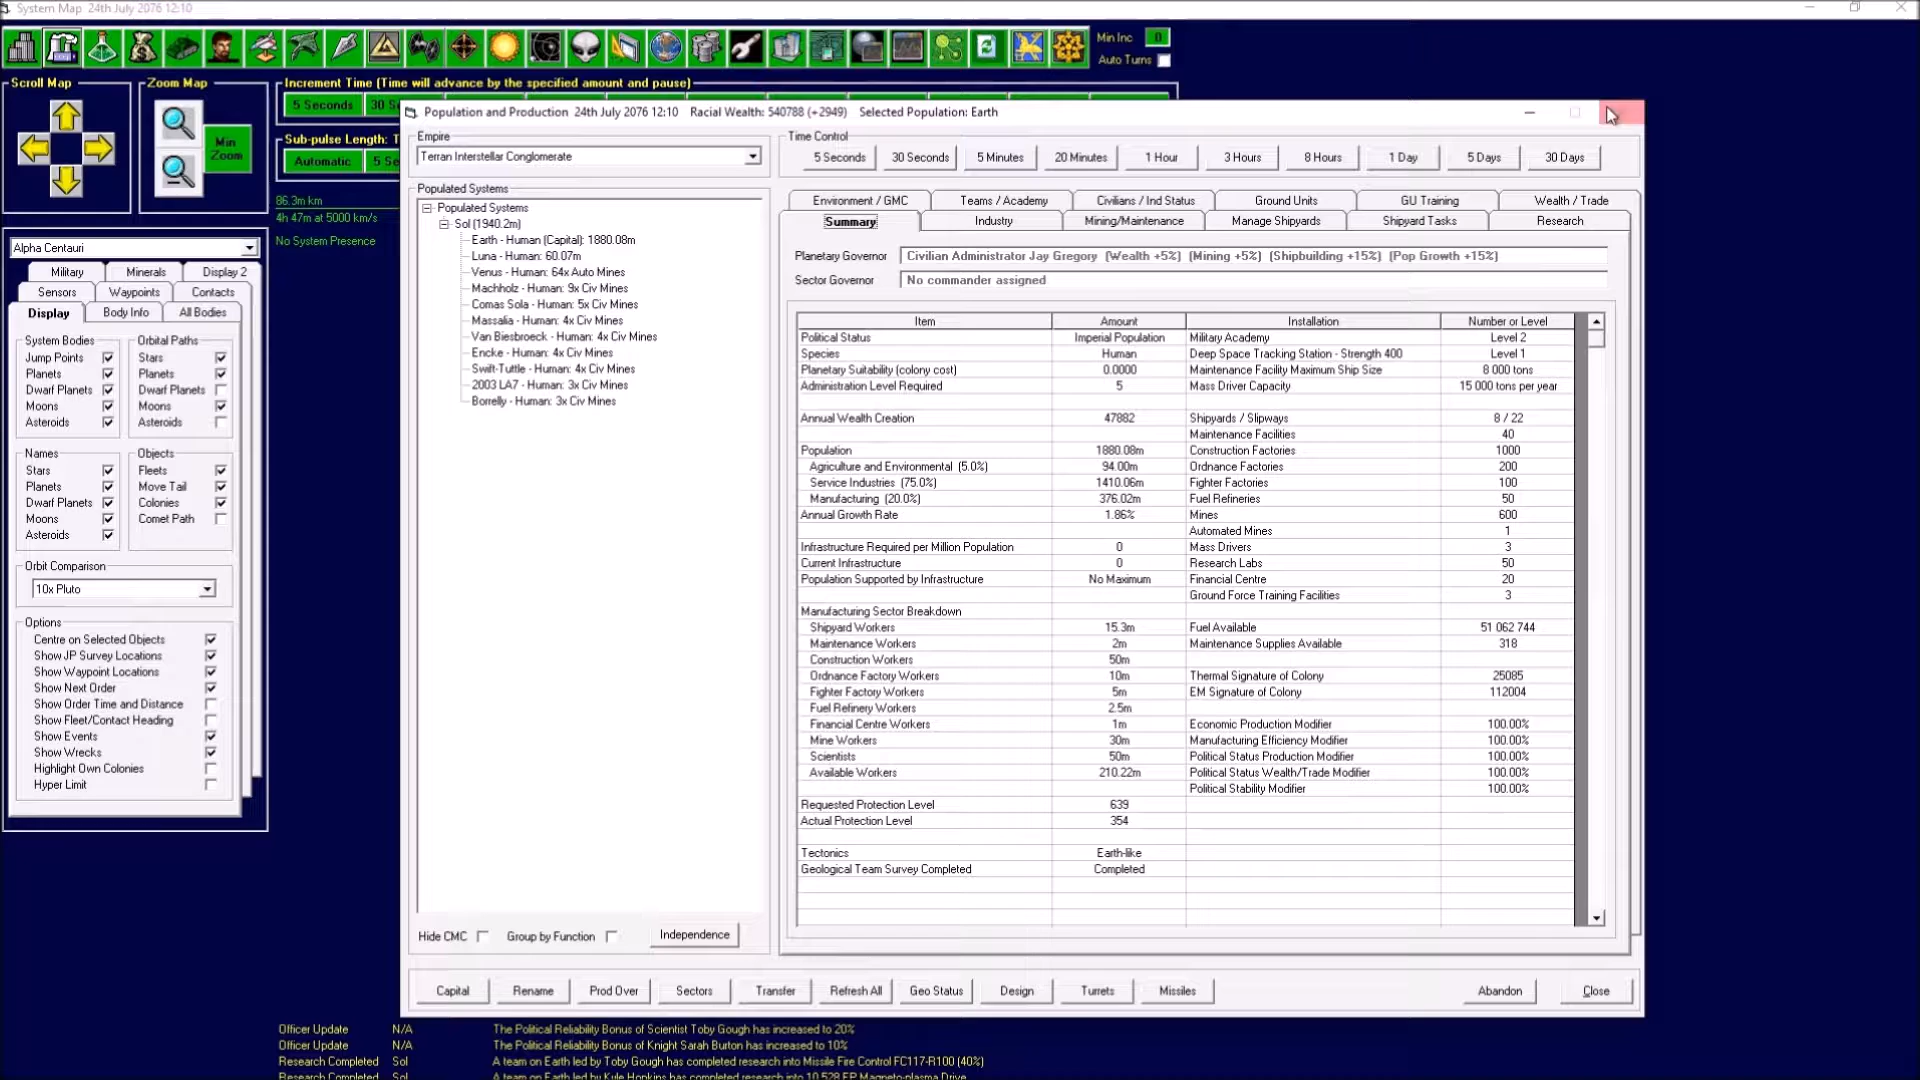 System Map 24th July 2076 12:10
Min Inc 0
Auto Turns
Scroll Map
Zoom Map
Min Zoom
Increment Time (Time will advance by the specified amount and pause)
5 Seconds 30 S
Sub-pulse Length: T
Automatic 5 Se
86.3m km
4h 47m at 5000 km/s
No System Presence
Alpha Centauri
Military Minerals Display 2
Sensors Waypoints Contacts
Display Body Info All Bodies
System Bodies
Jump Points
Planets
Dwarf Planets
Moons
Asteroids
Orbital Paths
Stars
Planets
Dwarf Planets
Moons
Asteroids
Names
Stars
Planets
Dwarf Planets
Moons
Asteroids
Objects
Fleets
Move Tail
Colonies
Comet Path
Orbit Comparison
10x Pluto
Options
Centre on Selected Objects
Show JP Survey Locations
Show Waypoint Locations
Show Next Order
Show Order Time and Distance
Show Fleet/Contact Heading
Show Events
Show Wrecks
Highlight Own Colonies
Hyper Limit
Population and Production 24th July 2076 12:10 Racial Wealth: 540788 (+2949) Selected Population: Earth
Empire
Terran Interstellar Conglomerate
Time Control
5 Seconds 30 Seconds 5 Minutes 20 Minutes 1 Hour 3 Hours 8 Hours 1 Day 5 Days 30 Days
Populated Systems
Populated Systems
Sol (1940.2m)
Earth - Human (Capital): 1880.08m
Luna - Human: 60.07m
Venus - Human: 64x Auto Mines
Machholz - Human: 9x Civ Mines
Comas Sola - Human: 5x Civ Mines
Massalia - Human: 4x Civ Mines
Van Biesbroeck - Human: 4x Civ Mines
Encke - Human: 4x Civ Mines
Swift-Tuttle - Human: 4x Civ Mines
2003 LA7 - Human: 3x Civ Mines
Borrelly - Human: 3x Civ Mines
Hide CMC Group by Function Independence
Environment / GMC Teams / Academy Civilians / Ind Status Ground Units GU Training Wealth / Trade
Summary Industry Mining/Maintenance Manage Shipyards Shipyard Tasks Research
Planetary Governor Civilian Administrator Jay Gregory (Wealth +5%) (Mining +5%) (Shipbuilding +15%) (Pop Growth +15%)
Sector Governor No commander assigned
Item Amount Installation Number or Level
Political Status Imperial Population Military Academy Level 2
Species Human Deep Space Tracking Station - Strength 400 Level 1
Planetary Suitability (colony cost) 0.0000 Maintenance Facility Maximum Ship Size 8 000 tons
Administration Level Required 5 Mass Driver Capacity 15 000 tons per year
Annual Wealth Creation 47882 Shipyards / Slipways 8 / 22
Maintenance Facilities 40
Population 1880.08m Construction Factories 1000
Agriculture and Environmental (5.0%) 94.00m Ordnance Factories 200
Service Industries (75.0%) 1410.06m Fighter Factories 100
Manufacturing (20.0%) 376.02m Fuel Refineries 50
Annual Growth Rate 1.86% Mines 600
Automated Mines 1
Infrastructure Required per Million Population 0 Mass Drivers 3
Current Infrastructure 0 Research Labs 50
Population Supported by Infrastructure No Maximum Financial Centre 20
Ground Force Training Facilities 3
Manufacturing Sector Breakdown
Shipyard Workers 15.3m Fuel Available 51 062 744
Maintenance Workers 2m Maintenance Supplies Available 318
Construction Workers 50m
Ordnance Factory Workers 10m Thermal Signature of Colony 25085
Fighter Factory Workers 5m EM Signature of Colony 112004
Fuel Refinery Workers 2.5m
Financial Centre Workers 1m Economic Production Modifier 100.00%
Mine Workers 30m Manufacturing Efficiency Modifier 100.00%
Scientists 50m Political Status Production Modifier 100.00%
Available Workers 210.22m Political Status Wealth/Trade Modifier 100.00%
Political Stability Modifier 100.00%
Requested Protection Level 639
Actual Protection Level 354
Tectonics Earth-like
Geological Team Survey Completed Completed
Capital Rename Prod Over Sectors Transfer Refresh All Geo Status Design Turrets Missiles Abandon Close
Officer Update N/A The Political Reliability Bonus of Scientist Toby Gough has increased to 20%
Officer Update N/A The Political Reliability Bonus of Knight Sarah Burton has increased to 10%
Research Completed Sol A team on Earth led by Toby Gough has completed research into Missile Fire Control FC117-R100 (40%)
Research Completed Sol A team on Earth led by Kyle Hopkins has completed research into 10.528 EP Magneto-plasma Drive